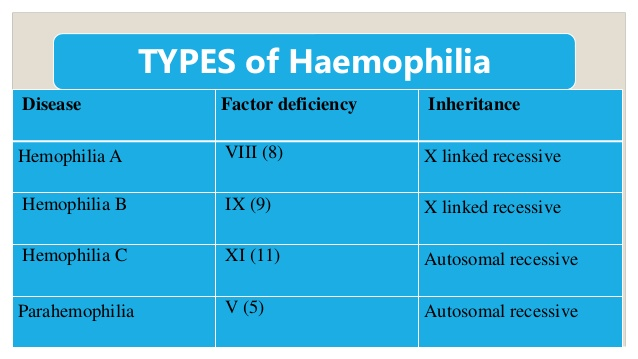 TYPES of Haemophilia
Disease Factor deficiency Inheritance
Hemophilia A VIII (8) X linked recessive
Hemophilia B IX (9) X linked recessive
Hemophilia C XI (11) Autosomal recessive
Parahemophilia V (5) Autosomal recessive